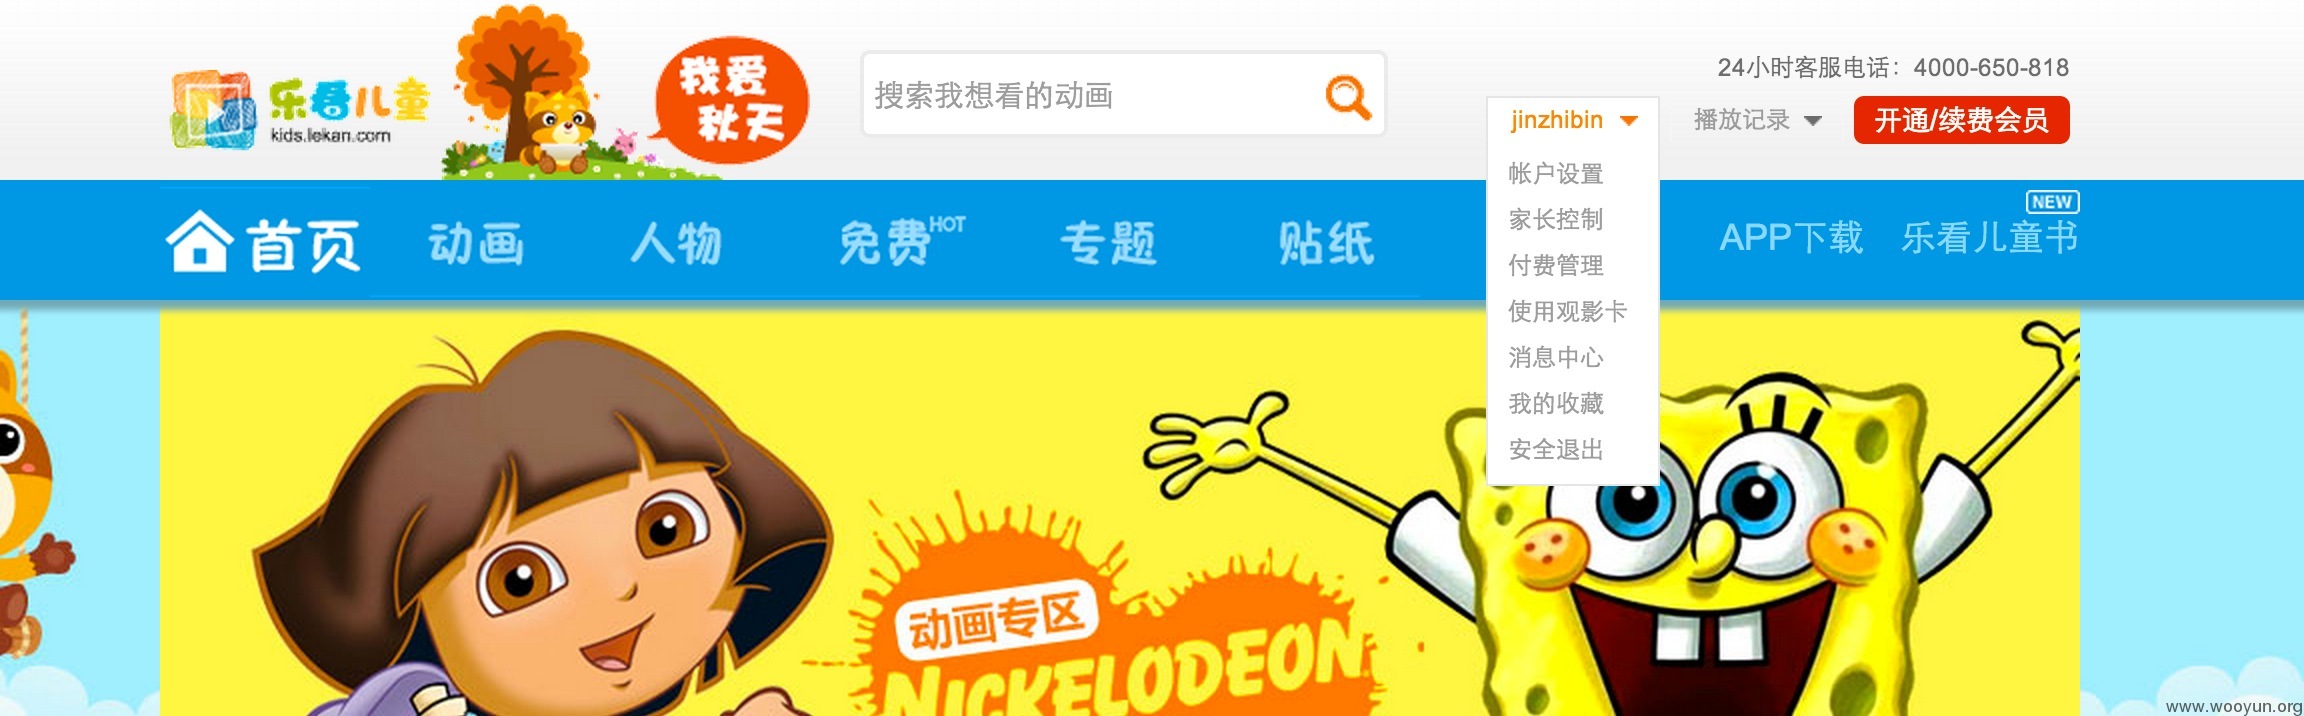 乐看儿童
kids.lekan.com
我爱
秋天
搜索我想看的动画
24小时客服电话：4000-650-818
jinzhibin
播放记录
开通/续费会员
帐户设置
家长控制
付费管理
使用观影卡
消息中心
我的收藏
安全退出
首页
动画
人物
免费HOT
专题
贴纸
APP下载
乐看儿童书
NEW
动画专区
NICKELODEON
www.wooyun.org